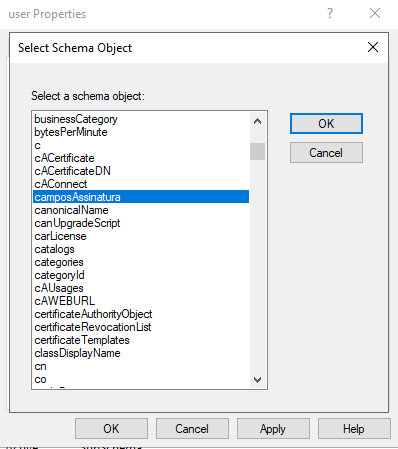 user Properties
Select Schema Object
Select a schema object:
businessCategory
bytesPerMinute
c
cACertificate
cACertificateDN
cAConnect
camposAssinatura
canonicalName
canUpgradeScript
carLicense
catalogs
categories
categoryId
cAUsages
cAWEBURL
certificateAuthorityObject
certificateRevocationList
certificateTemplates
classDisplayName
cn
co
OK
Cancel
OK
Cancel
Apply
Help